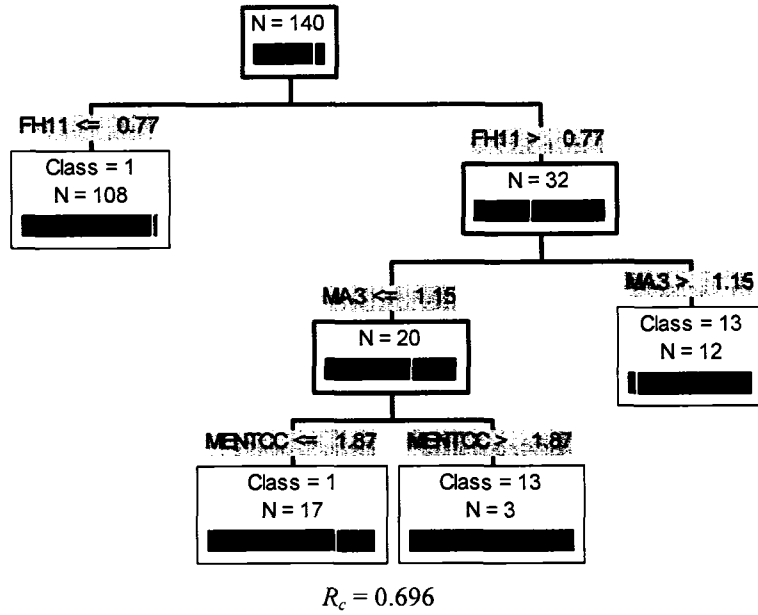 N = 140
FH11 <= 0.77
FH11 > 0.77
Class = 1
N = 108
N = 32
MA3 <= 1.15
MA3 > 1.15
N = 20
Class = 13
N = 12
MENTCC <= 1.87
MENTCC > 1.87
Class = 1
N = 17
Class = 13
N = 3
R_c = 0.696